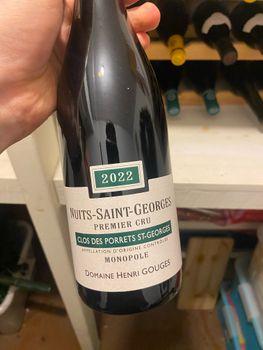 2022
NUITS-SAINT-GEORGES
PREMIER CRU
CLOS DES PORRETS ST-GEORGES
APPELLATION D'ORIGINE CONTRÔLÉE
MONOPOLE
DOMAINE HENRI GOUGES